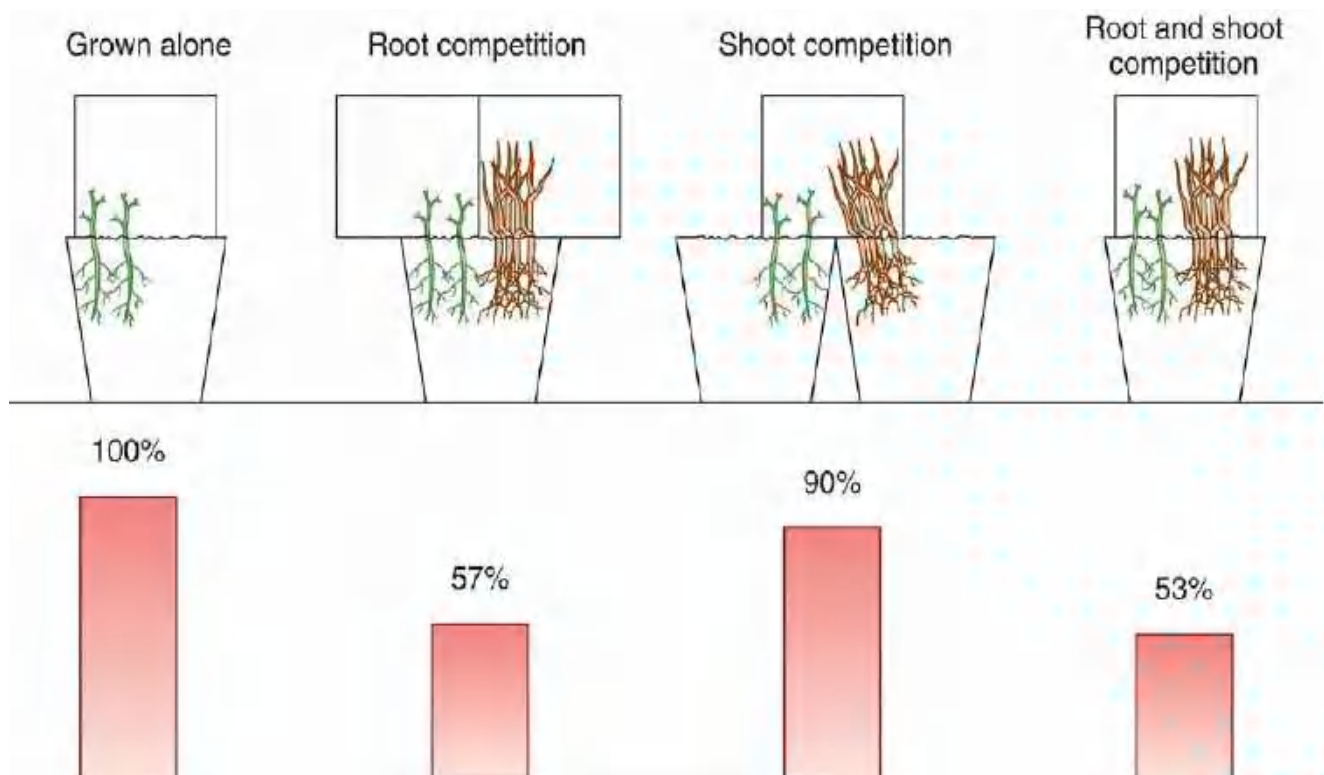 Grown alone
Root competition
Shoot competition
Root and shoot
competition
100%
57%
90%
53%